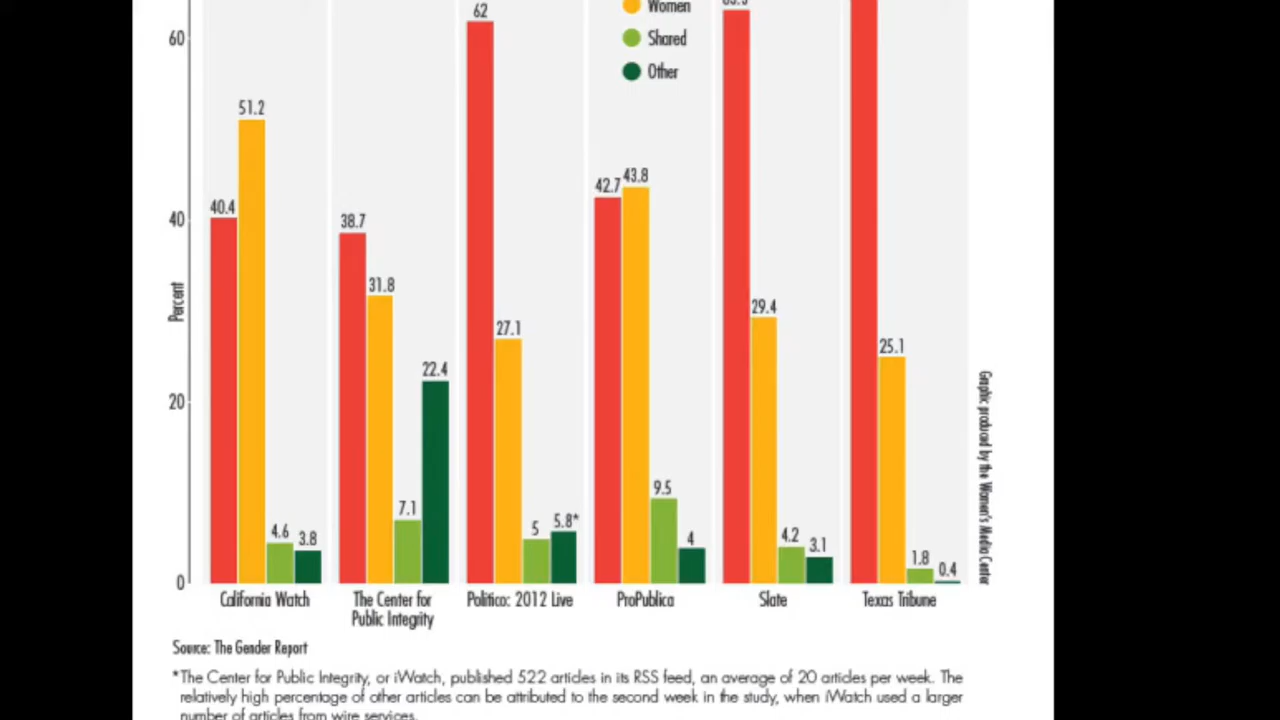 62
Women
60
Shared
Other
51.2
42.7
43.8
40.4
40
38.7
31.8
29.4
27.1
25.1
22.4
20
Percent
9.5
7.1
4.6
3.8
5
5.8*
4
4.2
3.1
1.8
0.4
0
California Watch
The Center for
Public Integrity
Politico: 2012 Live
ProPublica
Slate
Texas Tribune
Graphic produced by the Women's Media Center
Source: The Gender Report
*The Center for Public Integrity, or iWatch, published 522 articles in its RSS feed, an average of 20 articles per week. The
relatively high percentage of other articles can be attributed to the second week in the study, when iWatch used a larger
number of articles from wire services.